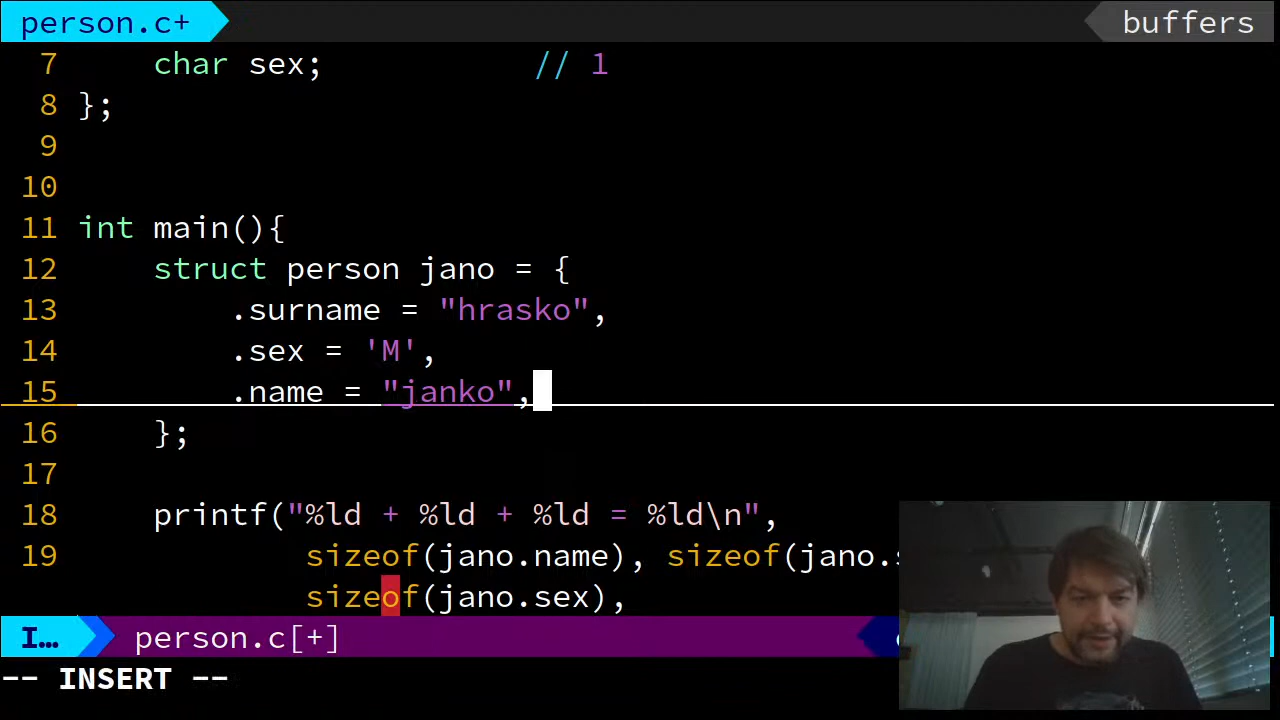 person.c+ buffers
7 char sex; // 1
8 };
9
10
11 int main(){
12 struct person jano = {
13 .surname = "hrasko",
14 .sex = 'M',
15 .name = "janko",
16 };
17
18 printf("%ld + %ld + %ld = %ld\n",
19 sizeof(jano.name), sizeof(jano.s
sizeof(jano.sex),
I… person.c[+]
-- INSERT --